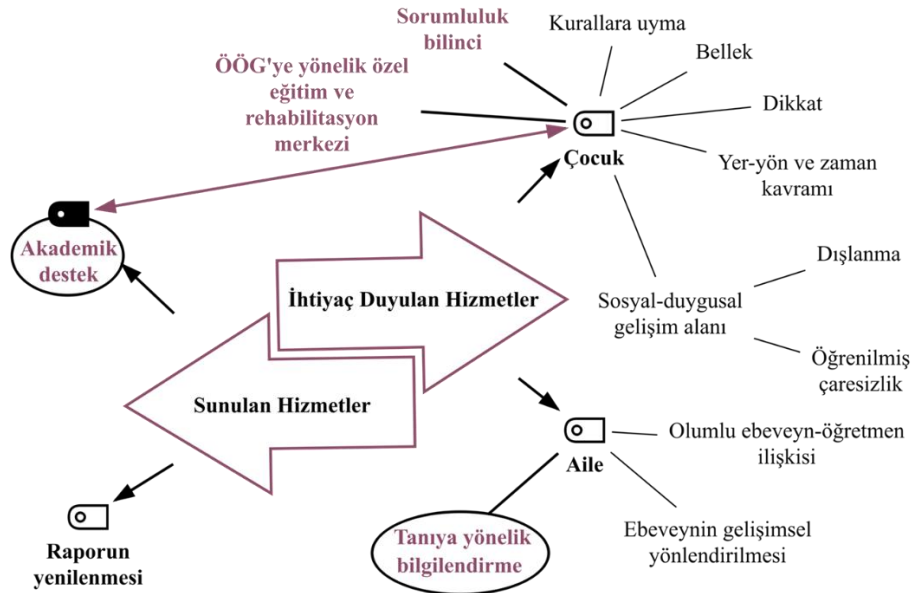 Sorumluluk
bilinci
Kurallara uyma
Bellek
ÖÖG'ye yönelik özel
eğitim ve
rehabilitasyon
merkezi
Dikkat
Çocuk
Yer-yön ve zaman
kavramı
Akademik
destek
Dışlanma
İhtiyaç Duyulan Hizmetler
Sosyal-duygusal
gelişim alanı
Öğrenilmiş
çaresizlik
Sunulan Hizmetler
Olumlu ebeveyn-öğretmen
ilişkisi
Aile
Ebeveynin gelişimsel
yönlendirilmesi
Tanıya yönelik
bilgilendirme
Raporun
yenilenmesi